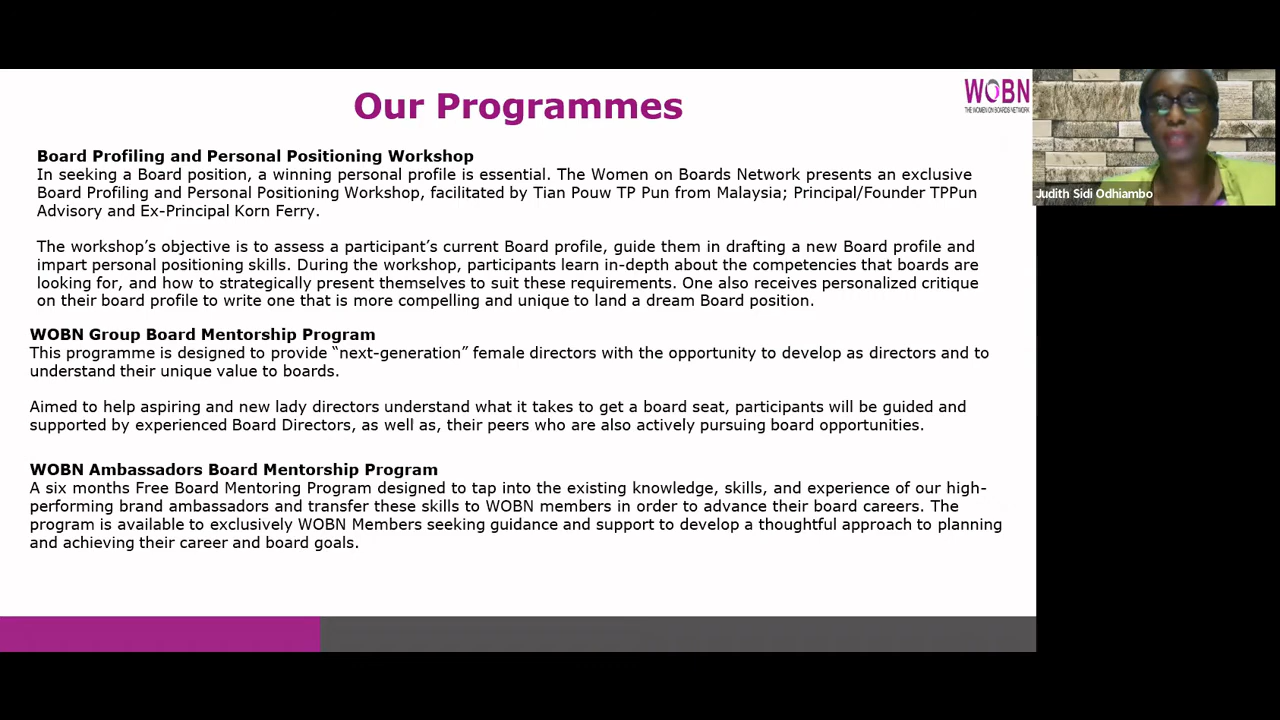 Our Programmes
WOBN
THE WOMEN ON BOARDS NETWORK
Judith Sidi Odhiambo
Board Profiling and Personal Positioning Workshop
In seeking a Board position, a winning personal profile is essential. The Women on Boards Network presents an exclusive
Board Profiling and Personal Positioning Workshop, facilitated by Tian Pouw TP Pun from Malaysia; Principal/Founder TPPun
Advisory and Ex-Principal Korn Ferry.
The workshop’s objective is to assess a participant’s current Board profile, guide them in drafting a new Board profile and
impart personal positioning skills. During the workshop, participants learn in-depth about the competencies that boards are
looking for, and how to strategically present themselves to suit these requirements. One also receives personalized critique
on their board profile to write one that is more compelling and unique to land a dream Board position.
WOBN Group Board Mentorship Program
This programme is designed to provide “next-generation” female directors with the opportunity to develop as directors and to
understand their unique value to boards.
Aimed to help aspiring and new lady directors understand what it takes to get a board seat, participants will be guided and
supported by experienced Board Directors, as well as, their peers who are also actively pursuing board opportunities.
WOBN Ambassadors Board Mentorship Program
A six months Free Board Mentoring Program designed to tap into the existing knowledge, skills, and experience of our high-
performing brand ambassadors and transfer these skills to WOBN members in order to advance their board careers. The
program is available to exclusively WOBN Members seeking guidance and support to develop a thoughtful approach to planning
and achieving their career and board goals.